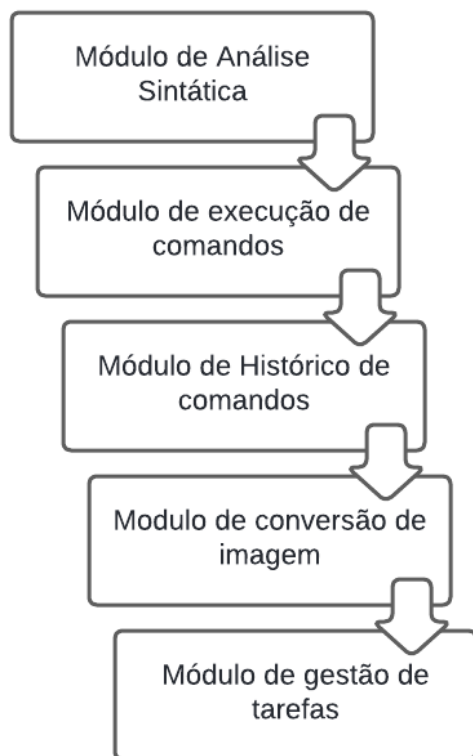 Módulo de Análise
Sintática
Módulo de execução de
comandos
Módulo de Histórico de
comandos
Modulo de conversão de
imagem
Módulo de gestão de
tarefas